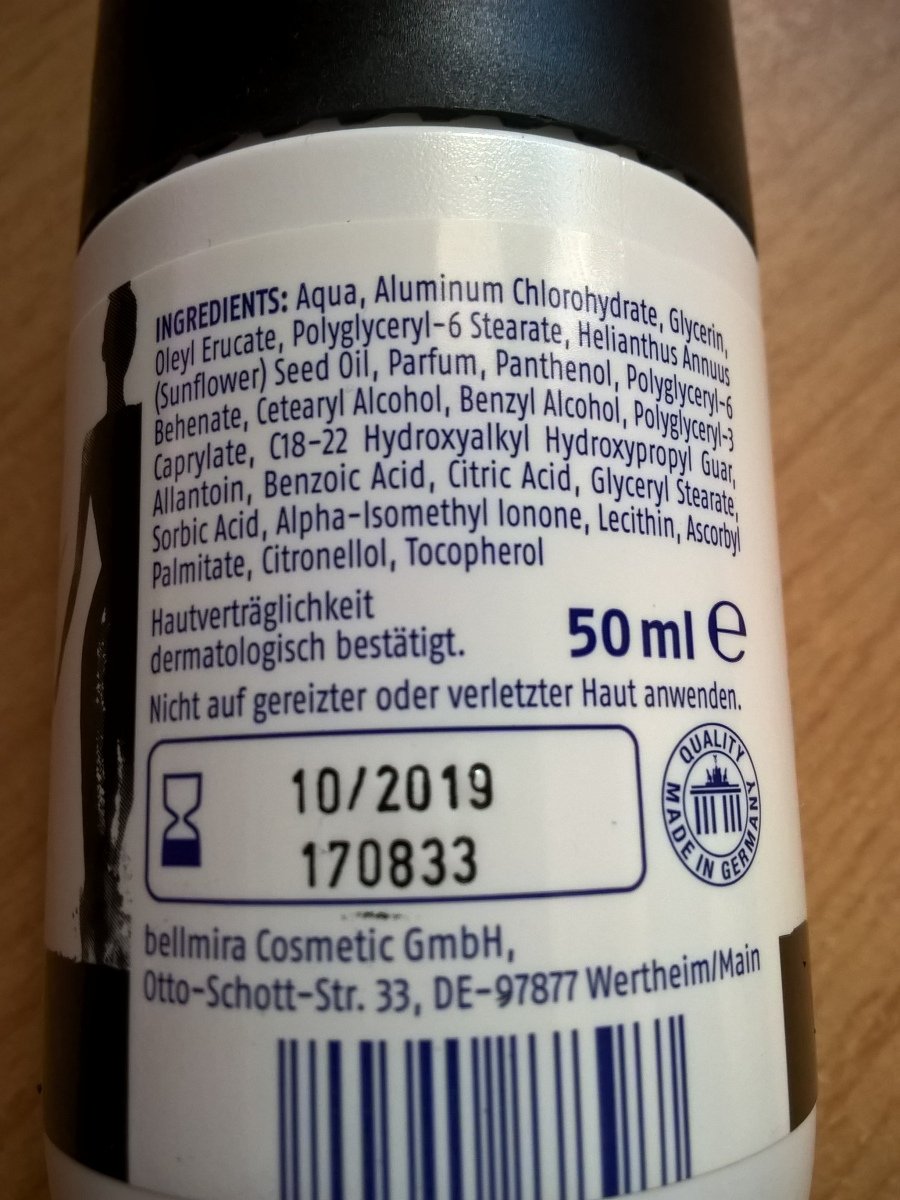 INGREDIENTS: Aqua, Aluminum Chlorohydrate, Glycerin,
Oleyl Erucate, Polyglyceryl-6 Stearate, Helianthus Annuus
(Sunflower) Seed Oil, Parfum, Panthenol, Polyglyceryl-6
Behenate, Cetearyl Alcohol, Benzyl Alcohol, Polyglyceryl-3
Caprylate, C18-22 Hydroxyalkyl Hydroxypropyl Guar,
Allantoin, Benzoic Acid, Citric Acid, Glyceryl Stearate,
Sorbic Acid, Alpha-Isomethyl Ionone, Lecithin, Ascorbyl
Palmitate, Citronellol, Tocopherol
Hautverträglichkeit
dermatologisch bestätigt.
50 ml ℮
Nicht auf gereizter oder verletzter Haut anwenden.
10/2019
170833
QUALITY
MADE IN GERMANY
bellmira Cosmetic GmbH,
Otto-Schott-Str. 33, DE-97877 Wertheim/Main